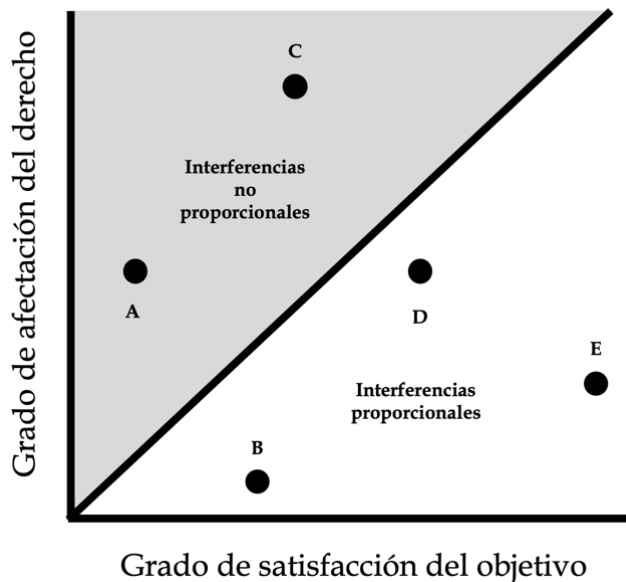 Grado de afectación del derecho
C
Interferencias
no
proporcionales
A
D
E
Interferencias
proporcionales
B
Grado de satisfacción del objetivo